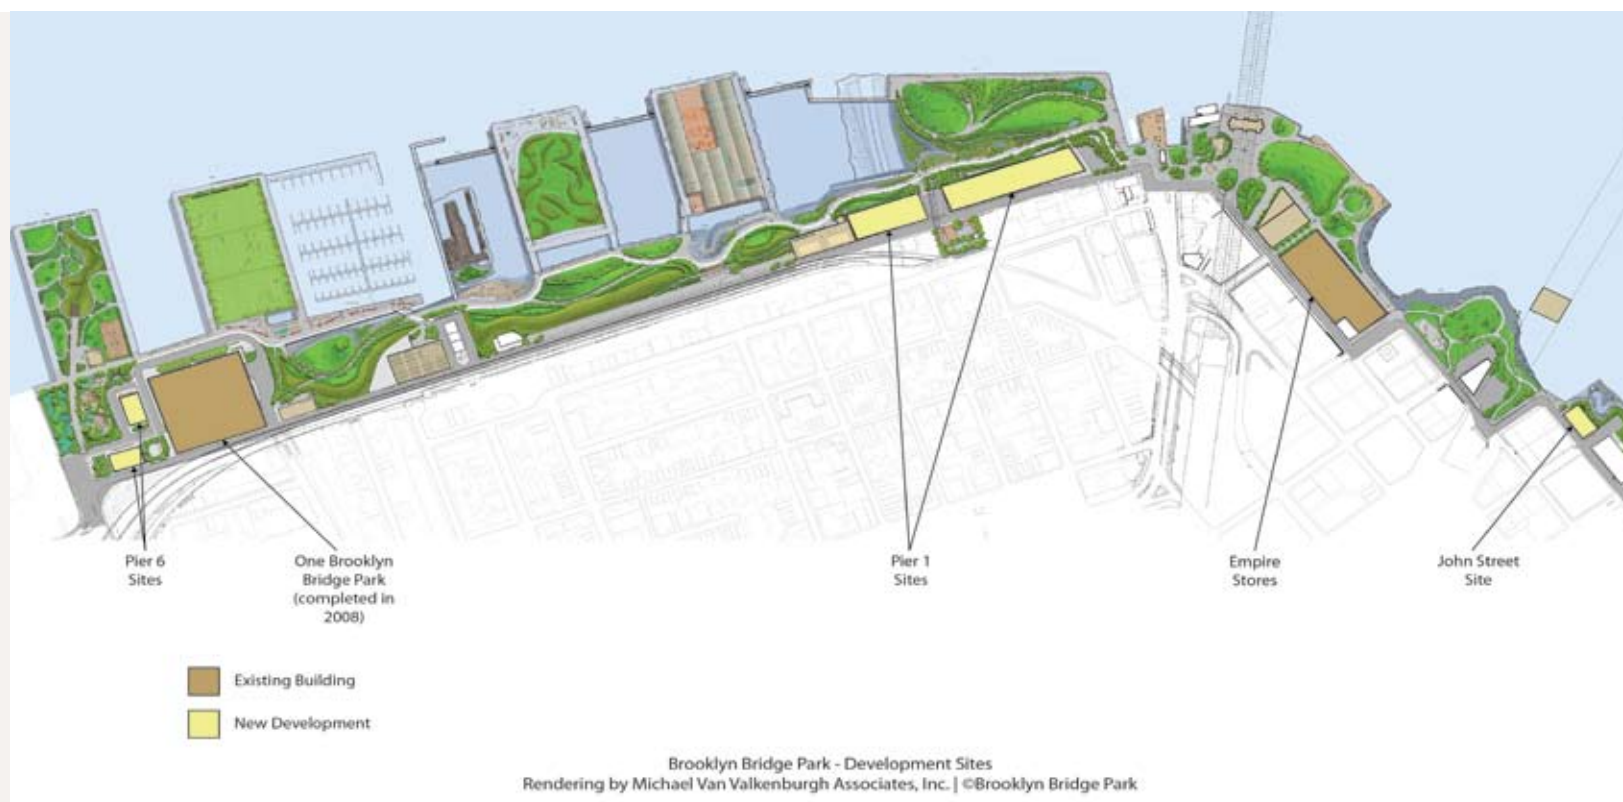 Pier 6
Sites
One Brooklyn
Bridge Park
(completed in
2008)
Pier 1
Sites
Empire
Stores
John Street
Site
Existing Building
New Development
Brooklyn Bridge Park - Development Sites
Rendering by Michael Van Valkenburgh Associates, Inc. | ©Brooklyn Bridge Park